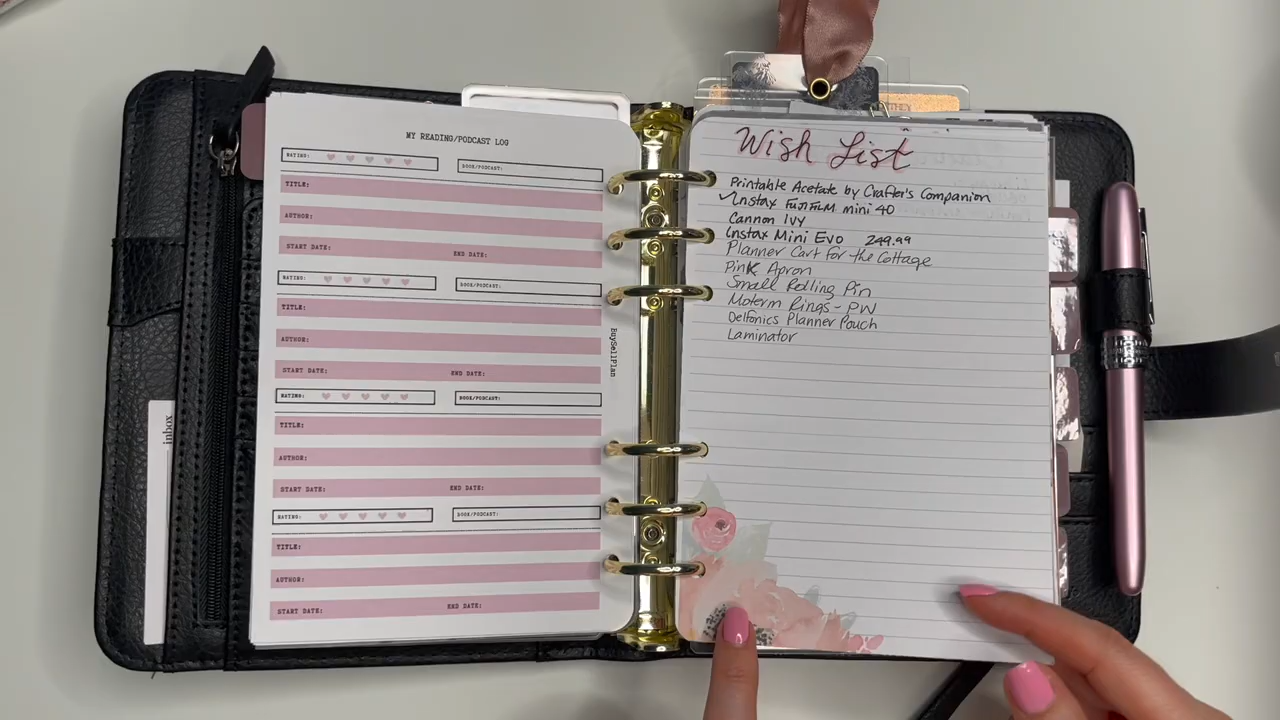 MY READING/PODCAST LOG
RATING:
BOOK/PODCAST:
TITLE:
AUTHOR:
START DATE: END DATE:
RATING:
BOOK/PODCAST:
TITLE:
AUTHOR:
START DATE: END DATE:
RATING:
BOOK/PODCAST:
TITLE:
AUTHOR:
START DATE: END DATE:
RATING:
BOOK/PODCAST:
TITLE:
AUTHOR:
START DATE: END DATE:
BuySellPlan
inbox
Wish List
Printable Acetate by Crafter's Companion
✓Instax FUJIFILM mini 40
Cannon Ivy
Instax Mini Evo 249.99
Planner Cart for the Cottage
Pink Apron
Small Rolling Pin
Rings - PW
Delfonics Planner Pouch
Laminator